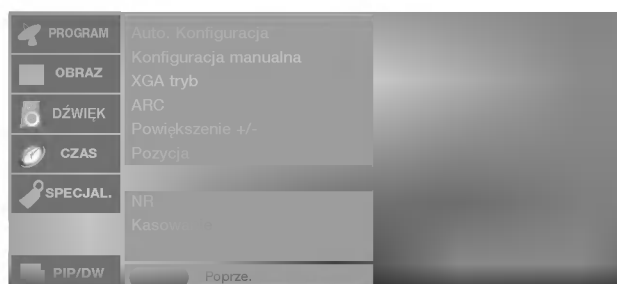 PROGRAM
OBRAZ
DŹWIĘK
CZAS
SPECJAL.
PIP/DW
Auto. Konfiguracja
Konfiguracja manualna
XGA tryb
ARC
Powiększenie +/-
Pozycja
NR
Poprze.